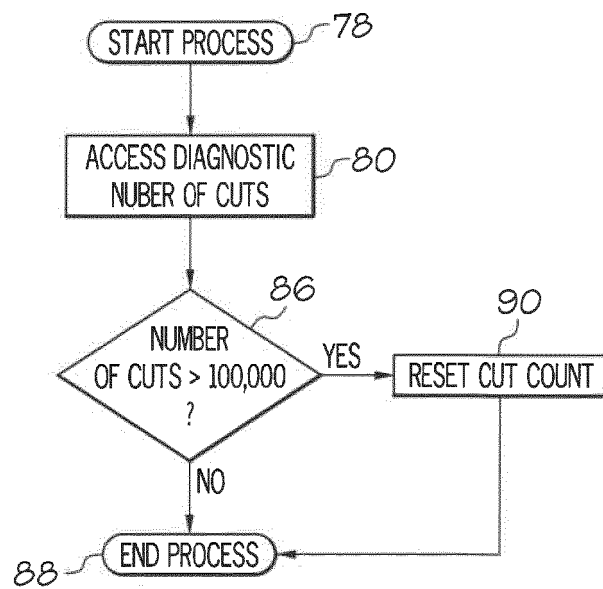 START PROCESS
78
ACCESS DIAGNOSTIC
NUBER OF CUTS
80
86
NUMBER
OF CUTS > 100,000
?
YES
90
RESET CUT COUNT
NO
END PROCESS
88